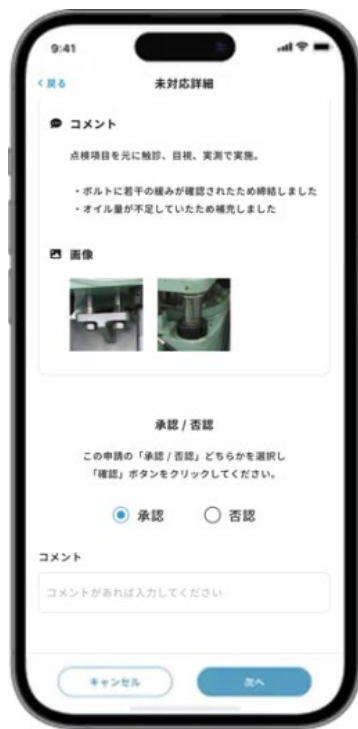 9:41
< 戻る
未対応詳細
コメント
点検項目を元に触診、目視、実測で実施。
・ボルトに若干の緩みが確認されたため締結しました
・オイル量が不足していたため補充しました
画像
承認 / 否認
この申請の「承認 / 否認」どちらかを選択し
「確認」ボタンをクリックしてください。
承認
否認
コメント
コメントがあれば入力してください
キャンセル
次へ